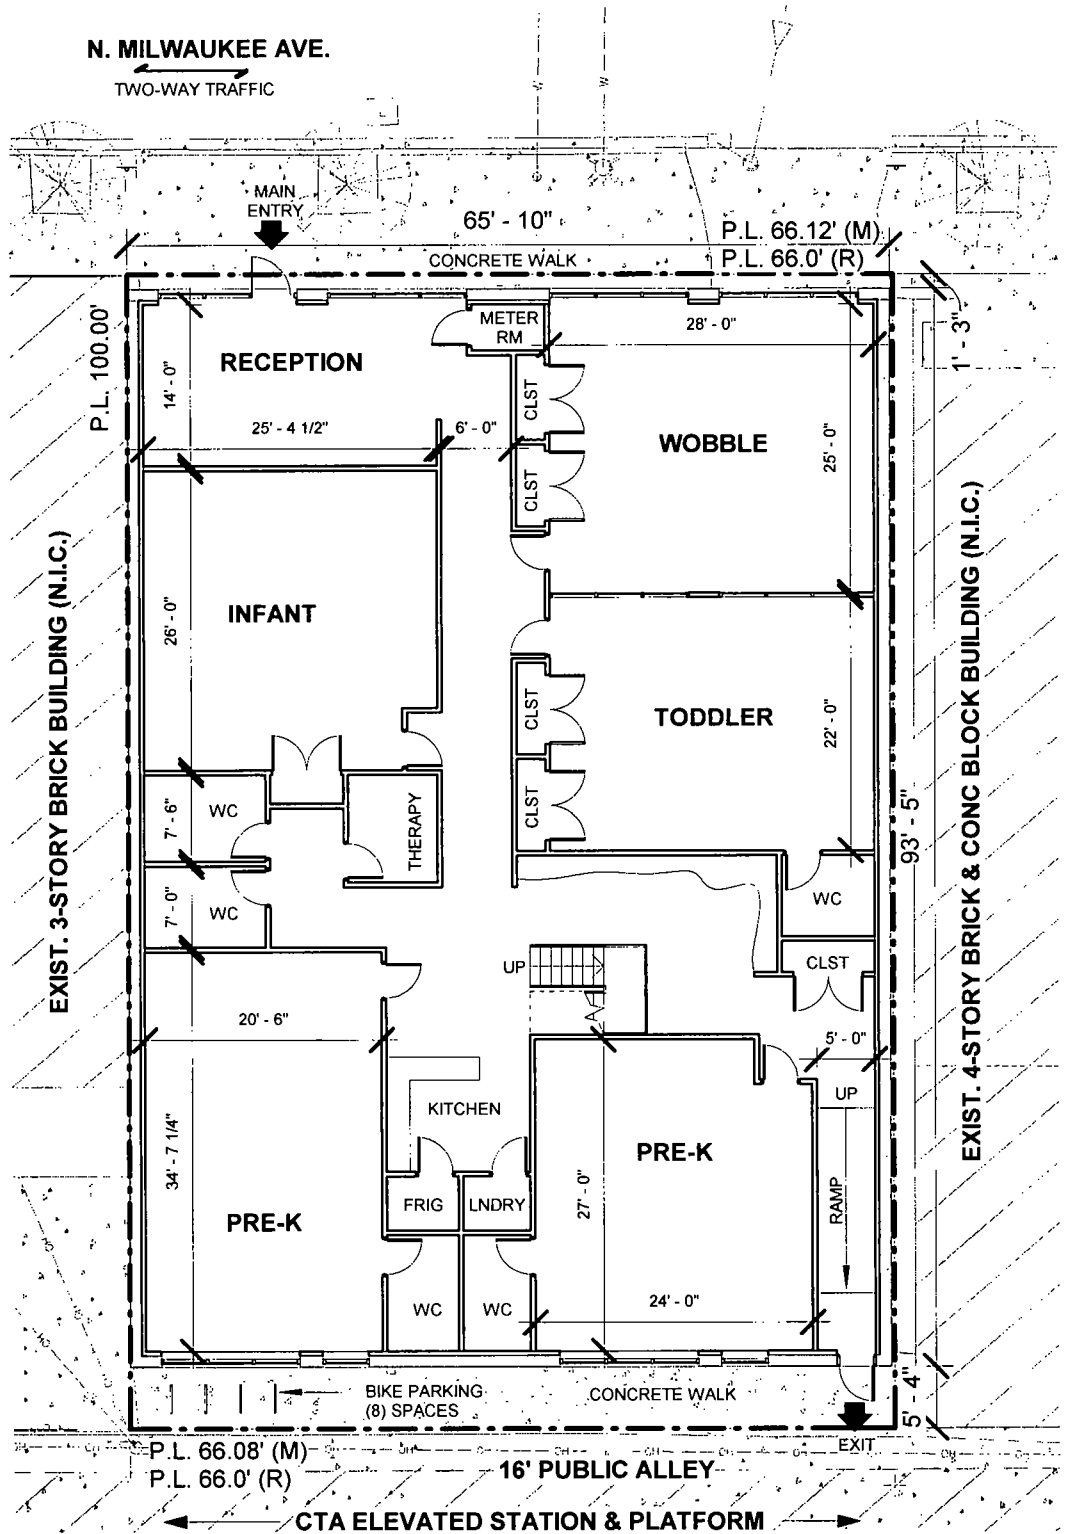 N. MILWAUKEE AVE.
TWO-WAY TRAFFIC
W
W
MAIN
ENTRY
65' - 10"
P.L. 66.12' (M)
P.L. 66.0' (R)
CONCRETE WALK
P.L. 100.00'
1' - 3"
METER
RM
28' - 0"
RECEPTION
14' - 0"
25' - 4 1/2"
6' - 0"
CLST
CLST
WOBBLE
25' - 0"
EXIST. 3-STORY BRICK BUILDING (N.I.C.)
EXIST. 4-STORY BRICK & CONC BLOCK BUILDING (N.I.C.)
INFANT
26' - 0"
TODDLER
22' - 0"
CLST
CLST
93' - 5"
WC
7' - 6"
THERAPY
WC
7' - 0"
WC
CLST
UP
20' - 6"
5' - 0"
UP
KITCHEN
PRE-K
34' - 7 1/4"
27' - 0"
RAMP
FRIG
LNDRY
PRE-K
WC
WC
24' - 0"
BIKE PARKING
(8) SPACES
CONCRETE WALK
5' - 4"
EXIT
P.L. 66.08' (M)
P.L. 66.0' (R)
16' PUBLIC ALLEY
CTA ELEVATED STATION & PLATFORM